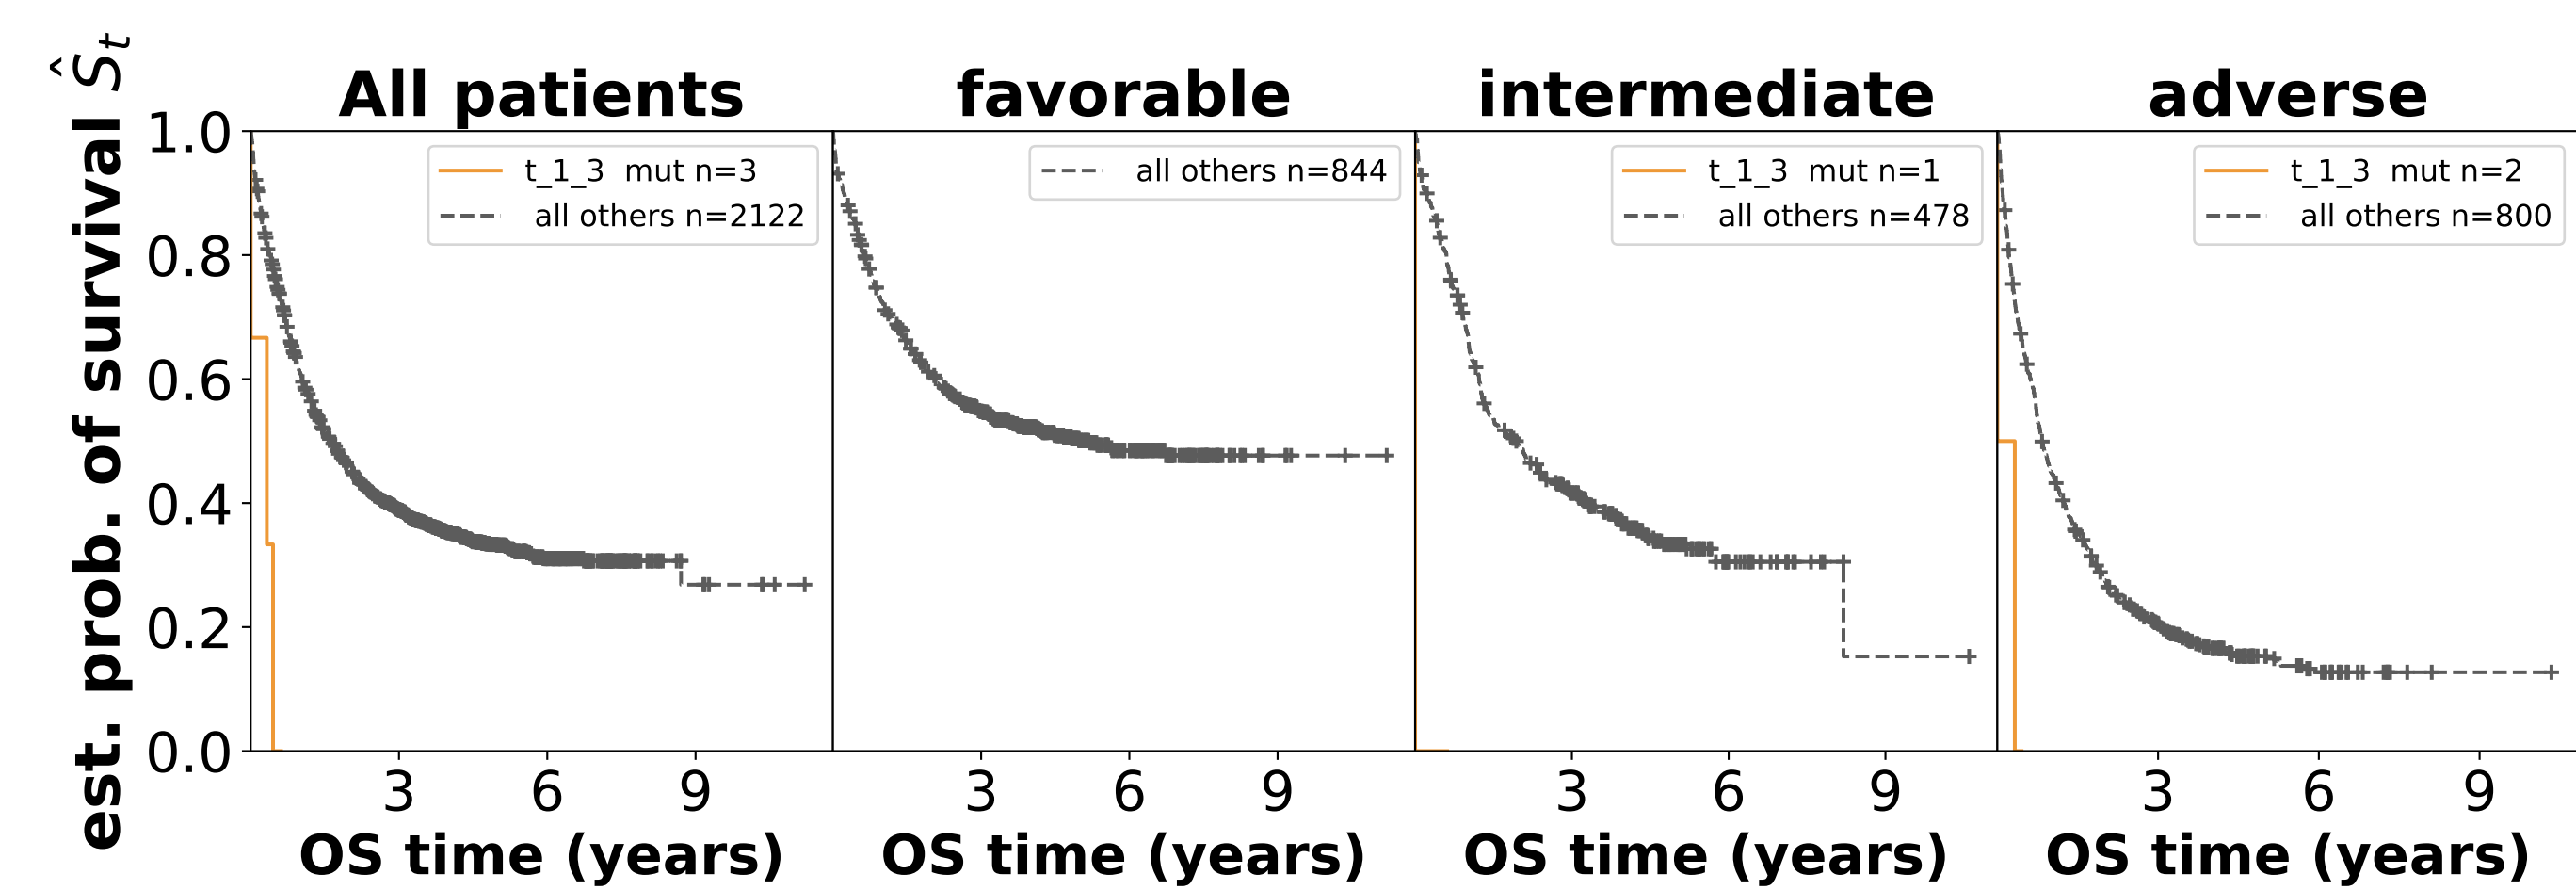 est. prob. of survival Ŝt
All patients
favorable
intermediate
adverse
1.0
0.8
0.6
0.4
0.2
0.0
t_1_3 mut n=3
all others n=2122
all others n=844
t_1_3 mut n=1
all others n=478
t_1_3 mut n=2
all others n=800
3 6 9
3 6 9
3 6 9
3 6 9
OS time (years)
OS time (years)
OS time (years)
OS time (years)